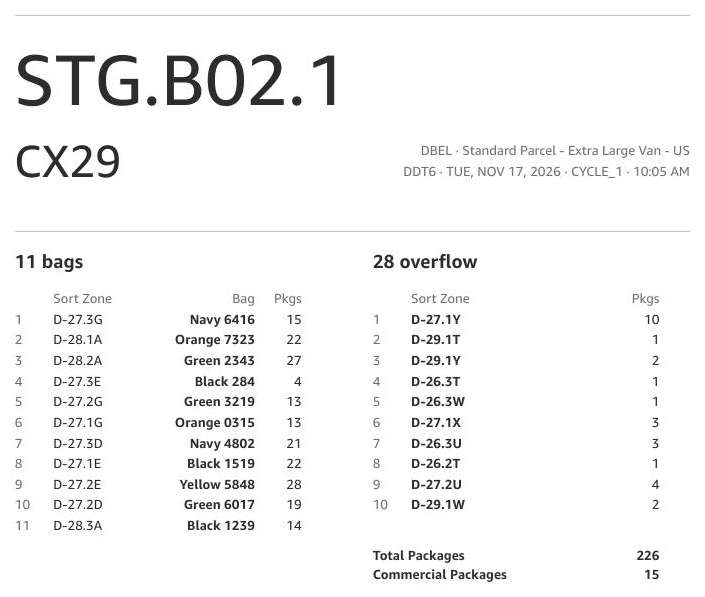 STG.B02.1
CX29
DBEL · Standard Parcel - Extra Large Van - US
DDT6 · TUE, NOV 17, 2026 · CYCLE_1 · 10:05 AM
11 bags
Sort Zone Bag Pkgs
1 D-27.3G Navy 6416 15
2 D-28.1A Orange 7323 22
3 D-28.2A Green 2343 27
4 D-27.3E Black 284 4
5 D-27.2G Green 3219 13
6 D-27.1G Orange 0315 13
7 D-27.3D Navy 4802 21
8 D-27.1E Black 1519 22
9 D-27.2E Yellow 5848 28
10 D-27.2D Green 6017 19
11 D-28.3A Black 1239 14
28 overflow
Sort Zone Pkgs
1 D-27.1Y 10
2 D-29.1T 1
3 D-29.1Y 2
4 D-26.3T 1
5 D-26.3W 1
6 D-27.1X 3
7 D-26.3U 3
8 D-26.2T 1
9 D-27.2U 4
10 D-29.1W 2
Total Packages 226
Commercial Packages 15